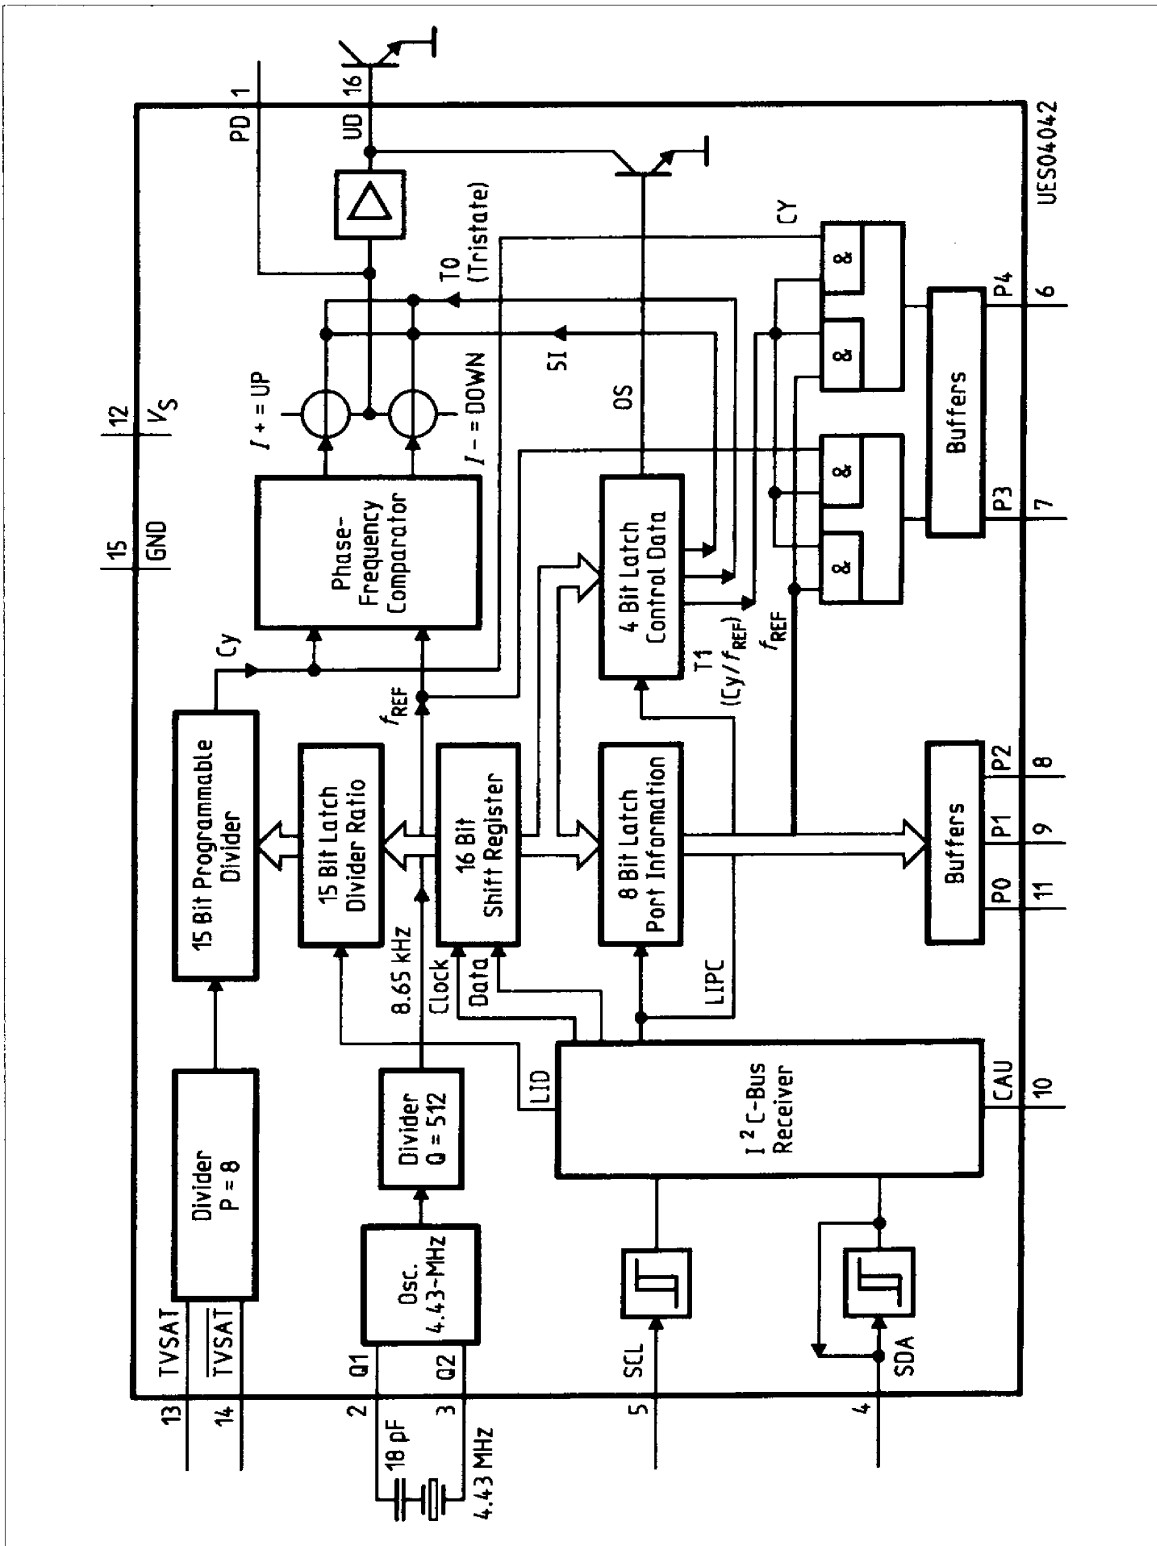 13
TVSAT
14
TVSAT
Divider
P = 8
15 Bit Programmable
Divider
Cy
15
GND
12
VS
PD
1
UD
16
18 pF
4.43 MHz
2
Q1
3
Q2
Osc.
4.43-MHz
Divider
Q = 512
8.65 kHz
15 Bit Latch
Divider Ratio
fREF
Phase-
Frequency
Comparator
I + = UP
I – = DOWN
T0
(Tristate)
5I
Clock
Data
16 Bit
Shift Register
LID
LIPC
8 Bit Latch
Port Information
4 Bit Latch
Control Data
OS
T1
(Cy/fREF)
fREF
CY
5
SCL
4
SDA
I2C-Bus
Receiver
CAU
10
&
&
&
&
Buffers
P0
P1
P2
11
9
8
Buffers
P3
P4
7
6
UES04042